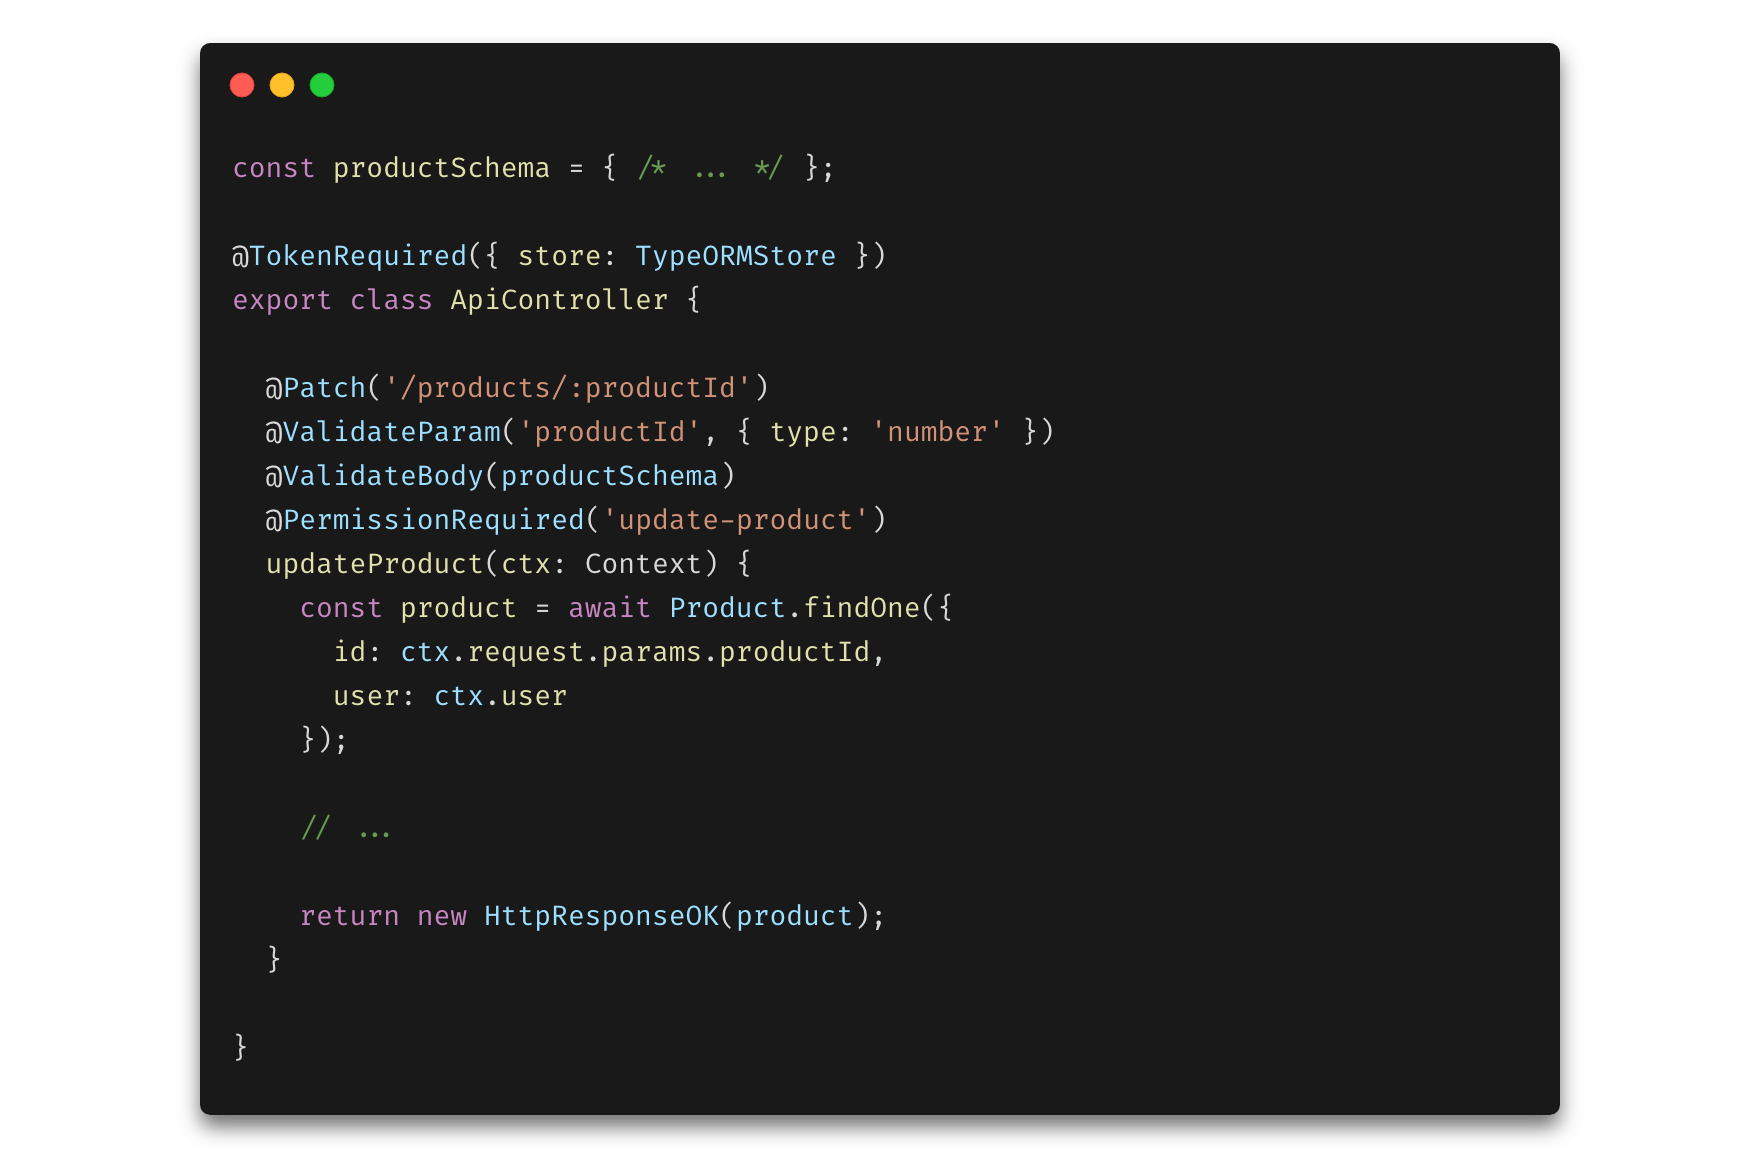 const productSchema = { /* ... */ };
@TokenRequired({ store: TypeORMStore })
export class ApiController {
@Patch('/products/:productId')
@ValidateParam('productId', { type: 'number' })
@ValidateBody(productSchema)
@PermissionRequired('update-product')
updateProduct(ctx: Context) {
const product = await Product.findOne({
id: ctx.request.params.productId,
user: ctx.user
});
// ...
return new HttpResponseOK(product);
}
}